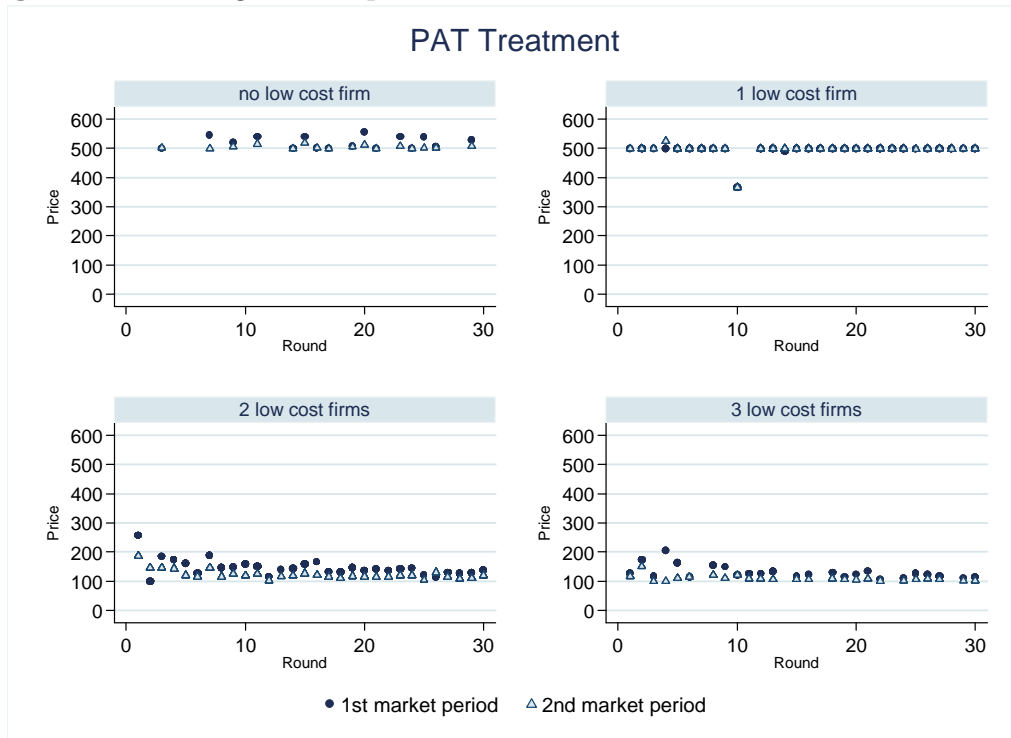 PAT Treatment
no low cost firm
1 low cost firm
600
500
400
300
200
100
0
Price
0 10 20 30
Round
600
500
400
300
200
100
0
Price
0 10 20 30
Round
2 low cost firms
3 low cost firms
600
500
400
300
200
100
0
Price
0 10 20 30
Round
600
500
400
300
200
100
0
Price
0 10 20 30
Round
1st market period 2nd market period